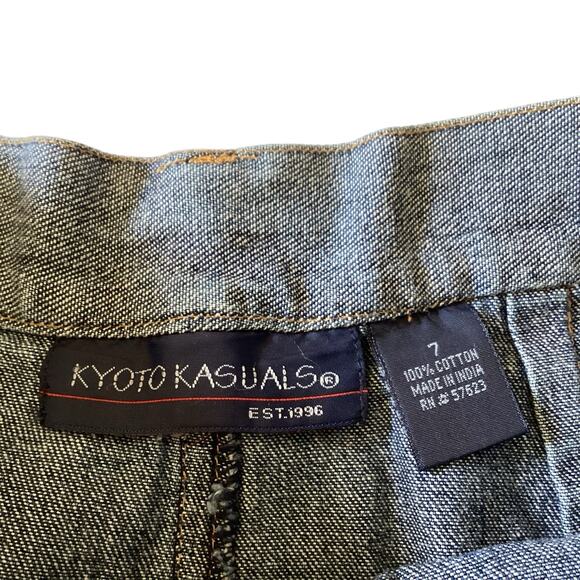 KYOTO KASUALS®
EST.1996
7
100% COTTON
MADE IN INDIA
RN # 57623